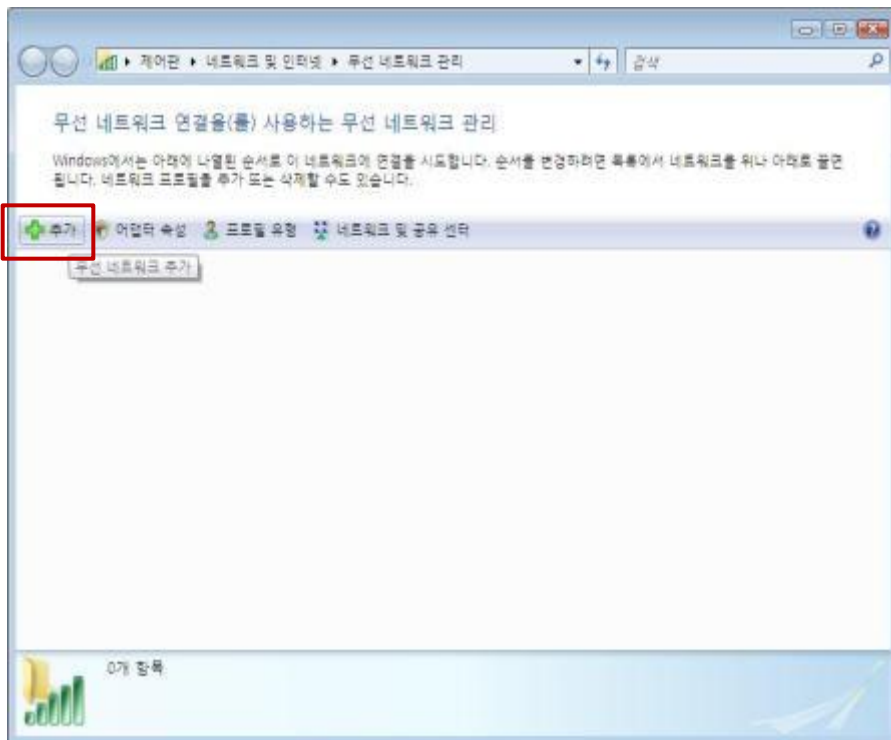 제어판 ▸ 네트워크 및 인터넷 ▸ 무선 네트워크 관리
검색
무선 네트워크 연결을(를) 사용하는 무선 네트워크 관리
Windows에서는 아래에 나열된 순서로 이 네트워크에 연결을 시도합니다. 순서를 변경하려면 목록에서 네트워크를 위나 아래로 끌면
됩니다. 네트워크 프로필을 추가 또는 삭제할 수도 있습니다.
추가 어댑터 속성 프로필 유형 네트워크 및 공유 센터
무선 네트워크 추가
0개 항목